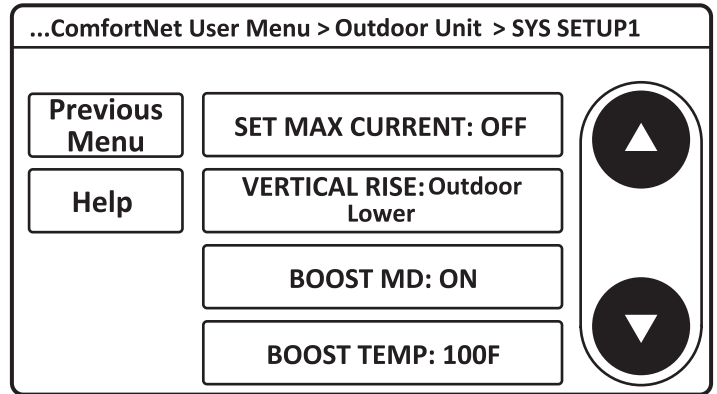 ...ComfortNet User Menu > Outdoor Unit > SYS SETUP1
Previous
Menu
SET MAX CURRENT: OFF
Help
VERTICAL RISE: Outdoor
Lower
BOOST MD: ON
BOOST TEMP: 100F